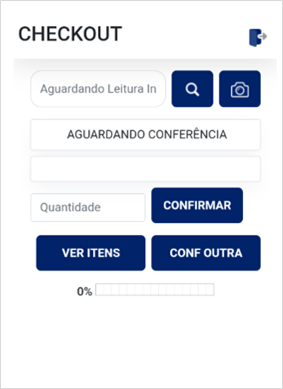 CHECKOUT
Aguardando Leitura In
AGUARDANDO CONFERÊNCIA
Quantidade
CONFIRMAR
VER ITENS
CONF OUTRA
0%